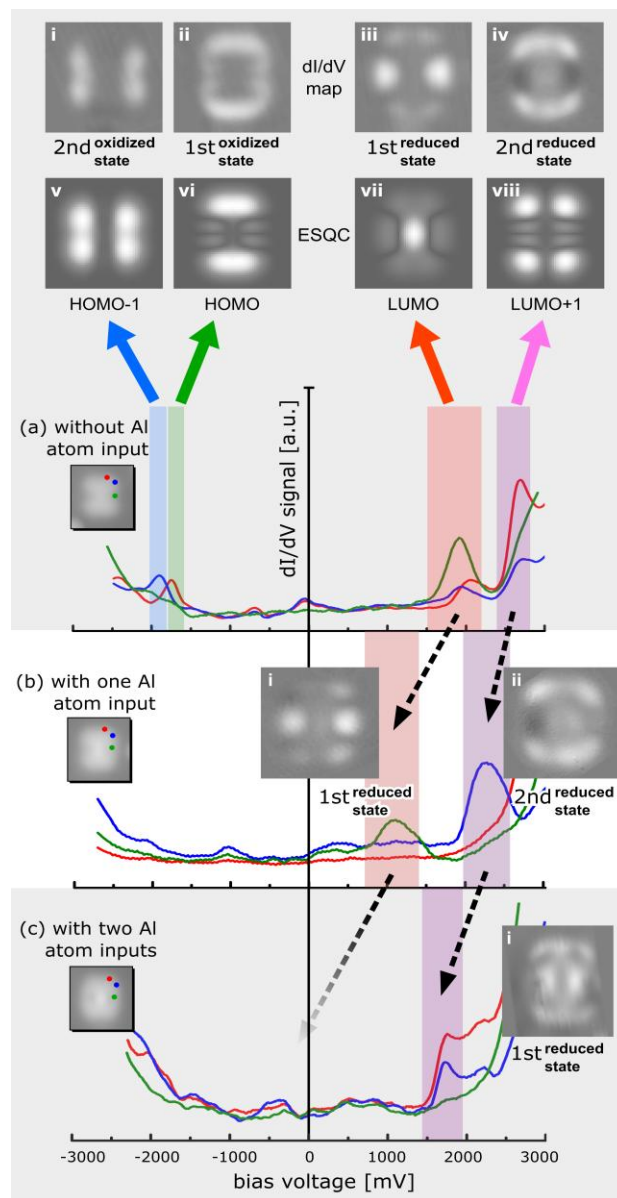 i
ii
dI/dV
map
iii
iv
2nd oxidized state
1st oxidized state
1st reduced state
2nd reduced state
v
vi
ESQC
vii
viii
HOMO-1
HOMO
LUMO
LUMO+1
(a) without Al
atom input
dI/dV signal [a.u.]
(b) with one Al
atom input
i
1st reduced state
ii
2nd reduced state
(c) with two Al
atom inputs
i
1st reduced state
-3000 -2000 -1000 0 1000 2000 3000
bias voltage [mV]